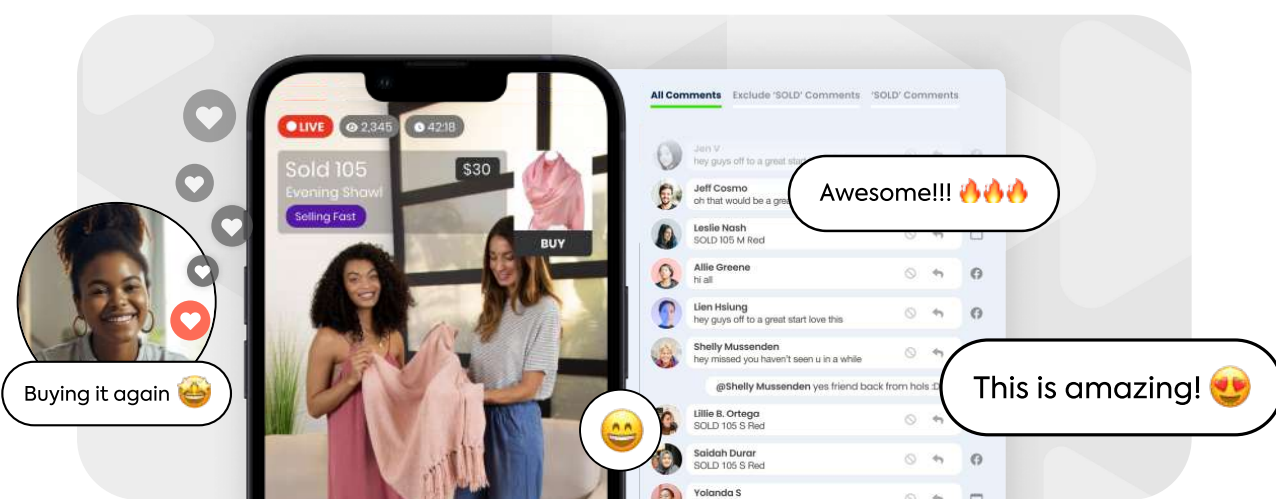 LIVE
2,345
42:18
Sold 105
$30
Evening Shawl
Selling Fast
BUY
Buying it again
All Comments
Exclude 'SOLD' Comments
'SOLD' Comments
Jen V
hey guys off to a great start
Awesome!!!
Jeff Cosmo
oh that would be a
Leslie Nash
SOLD 105 M Red
Allie Greene
hi all
Lien Hsiung
hey guys off to a great start love this
Shelly Mussenden
hey missed you haven't seen u in a while
@Shelly Mussenden yes friend back from hols :D
This is amazing!
Lillie B. Ortega
SOLD 105 S Red
Saidah Durar
SOLD 105 S Red
Yolanda S